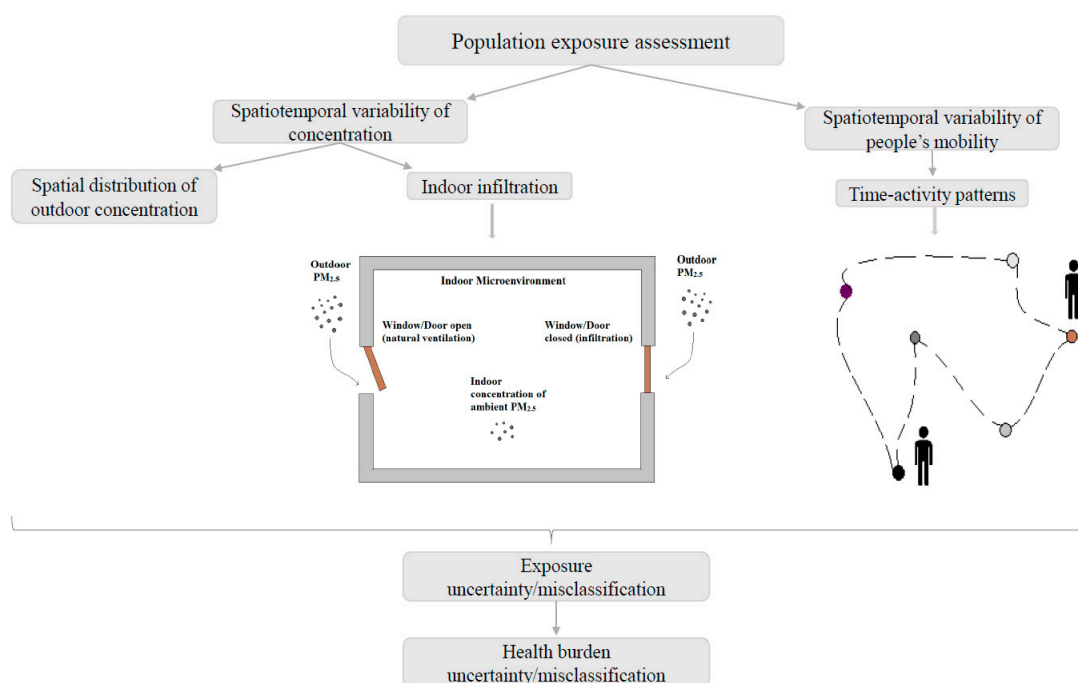 Population exposure assessment
Spatiotemporal variability of
concentration
Spatiotemporal variability of
people’s mobility
Spatial distribution of
outdoor concentration
Indoor infiltration
Time-activity patterns
Outdoor
PM2.5
Indoor Microenvironment
Outdoor
PM2.5
Window/Door open
(natural ventilation)
Window/Door
closed (infiltration)
Indoor
concentration of
ambient PM2.5
Exposure
uncertainty/misclassification
Health burden
uncertainty/misclassification